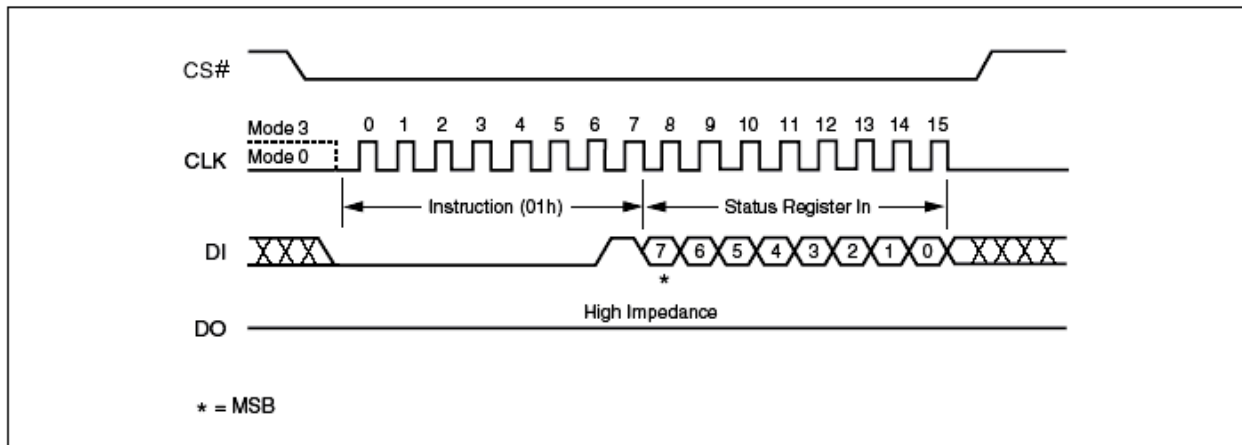 CS#
Mode 3
0 1 2 3 4 5 6 7 8 9 10 11 12 13 14 15
CLK
Mode 0
Instruction (01h)
Status Register In
DI
7 6 5 4 3 2 1 0
*
High Impedance
DO
* = MSB